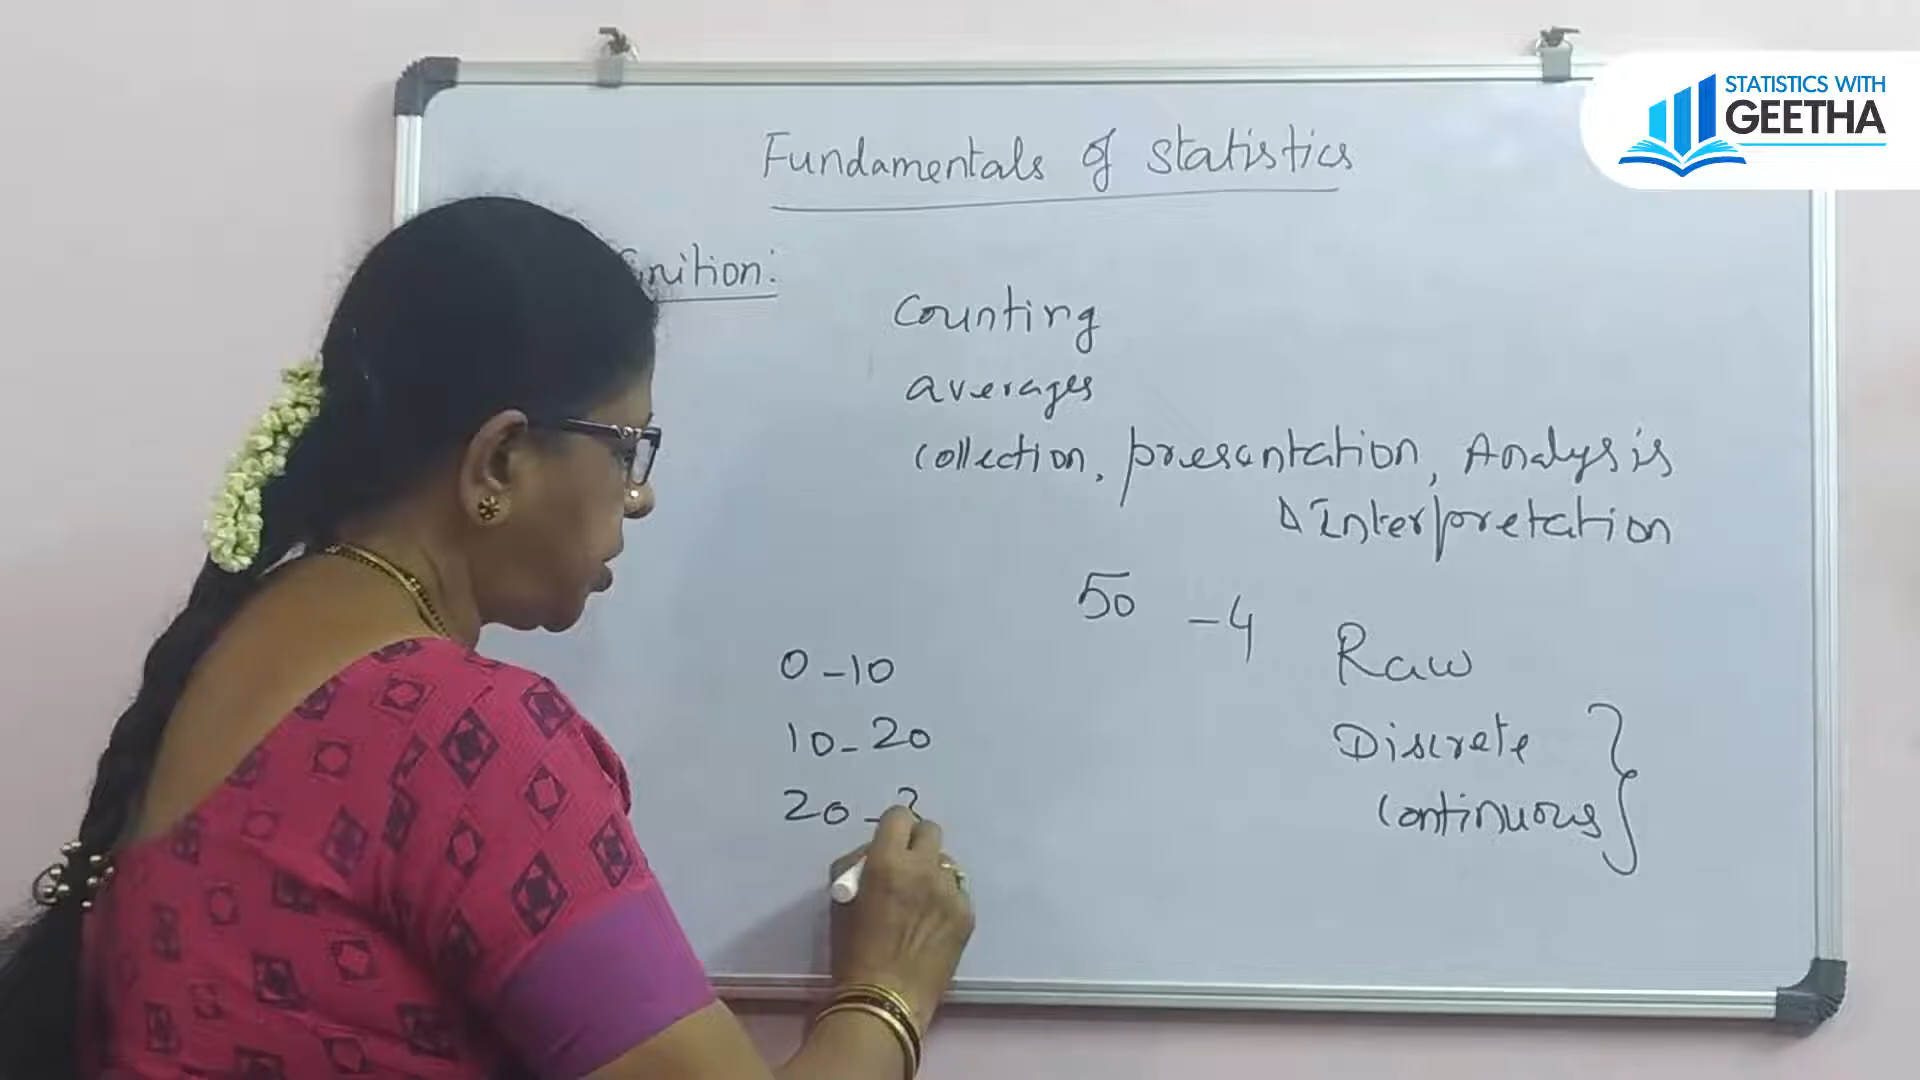 STATISTICS WITH
GEETHA
Fundamentals of statistics
nition:
Counting
averages
collection, presentation, Analysis
Interpretation
50 -4
Raw
0-10
Discrete
10-20
continuous
20-